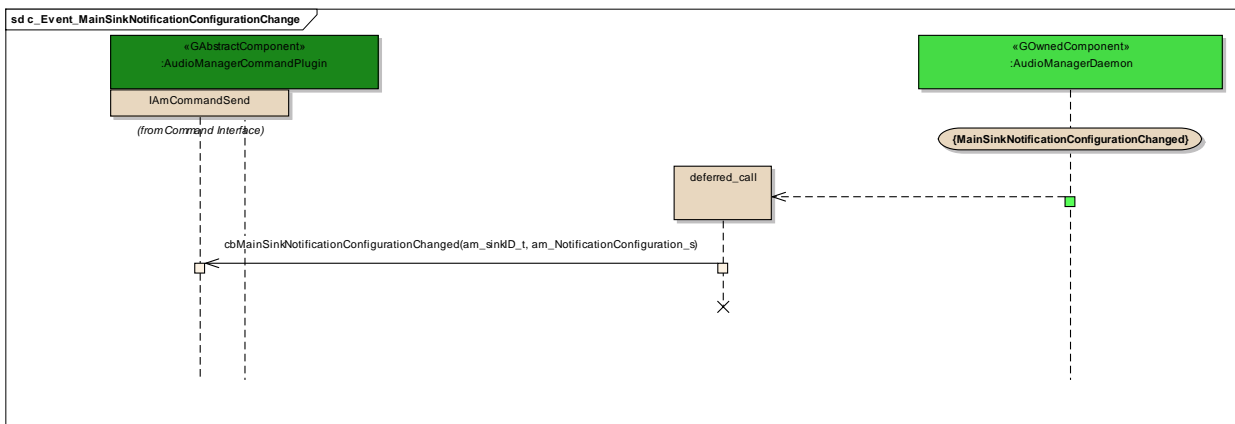 sd c_Event_MainSinkNotificationConfigurationChange
«GAbstractComponent»
:AudioManagerCommandPlugin
«GOwnedComponent»
:AudioManagerDaemon
IAmCommandSend
(from Command Interface)
{MainSinkNotificationConfigurationChanged}
deferred_call
cbMainSinkNotificationConfigurationChanged(am_sinkID_t, am_NotificationConfiguration_s)